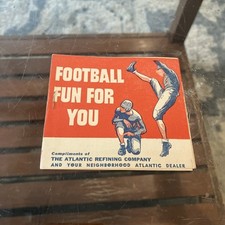 FOOTBALL
FUN FOR
YOU
Compliments of
THE ATLANTIC REFINING COMPANY
AND YOUR NEIGHBORHOOD ATLANTIC DEALER